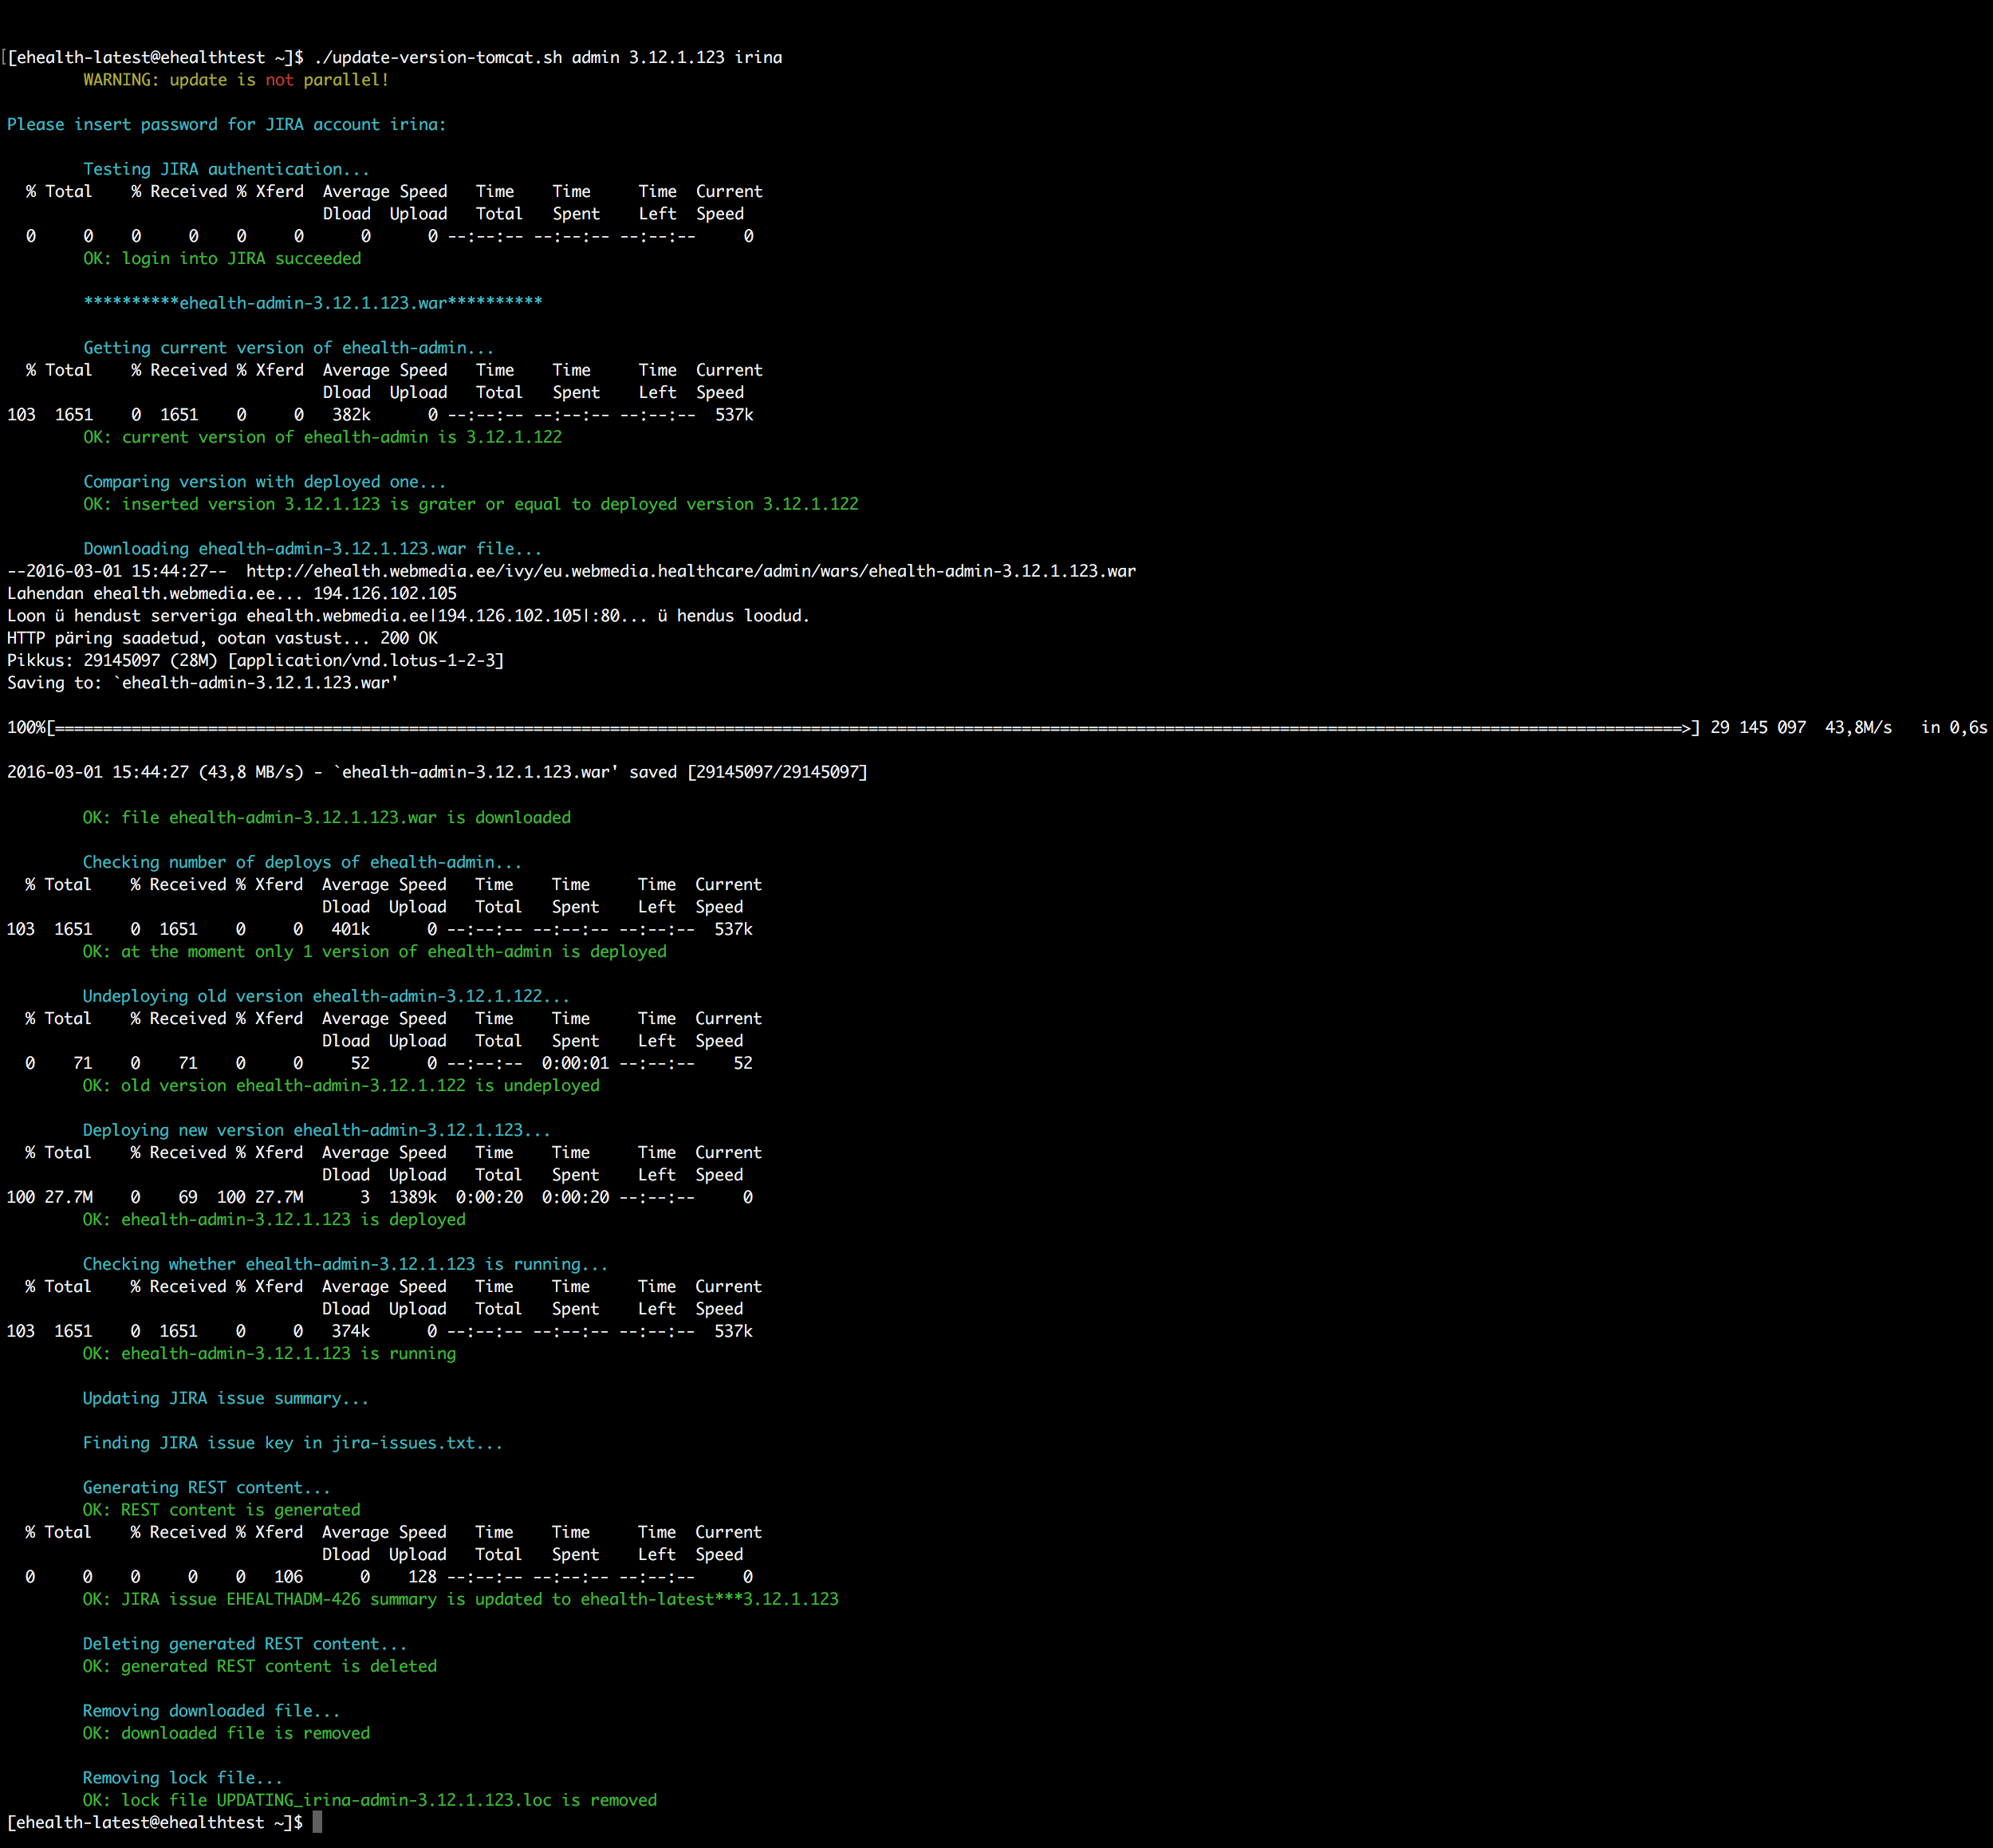 [[ehealth-latest@ehealthtest ~]$ ./update-version-tomcat.sh admin 3.12.1.123 irina
WARNING: update is not parallel!
Please insert password for JIRA account irina:
Testing JIRA authentication...
% Total    % Received % Xferd  Average Speed   Time    Time     Time  Current
Dload  Upload   Total   Spent    Left  Speed
0     0    0     0    0     0      0      0 --:--:-- --:--:-- --:--:--     0
OK: login into JIRA succeeded
**********ehealth-admin-3.12.1.123.war**********
Getting current version of ehealth-admin...
% Total    % Received % Xferd  Average Speed   Time    Time     Time  Current
Dload  Upload   Total   Spent    Left  Speed
103  1651    0  1651    0     0   382k      0 --:--:-- --:--:-- --:--:--  537k
OK: current version of ehealth-admin is 3.12.1.122
Comparing version with deployed one...
OK: inserted version 3.12.1.123 is grater or equal to deployed version 3.12.1.122
Downloading ehealth-admin-3.12.1.123.war file...
--2016-03-01 15:44:27--  http://ehealth.webmedia.ee/ivy/eu.webmedia.healthcare/admin/wars/ehealth-admin-3.12.1.123.war
Lahendan ehealth.webmedia.ee... 194.126.102.105
Loon ü hendust serveriga ehealth.webmedia.ee|194.126.102.105|:80... ü hendus loodud.
HTTP päring saadetud, ootan vastust... 200 OK
Pikkus: 29145097 (28M) [application/vnd.lotus-1-2-3]
Saving to: `ehealth-admin-3.12.1.123.war'
100%[==========================================================================================================================================================================>] 29 145 097  43,8M/s   in 0,6s
2016-03-01 15:44:27 (43,8 MB/s) - `ehealth-admin-3.12.1.123.war' saved [29145097/29145097]
OK: file ehealth-admin-3.12.1.123.war is downloaded
Checking number of deploys of ehealth-admin...
% Total    % Received % Xferd  Average Speed   Time    Time     Time  Current
Dload  Upload   Total   Spent    Left  Speed
103  1651    0  1651    0     0   401k      0 --:--:-- --:--:-- --:--:--  537k
OK: at the moment only 1 version of ehealth-admin is deployed
Undeploying old version ehealth-admin-3.12.1.122...
% Total    % Received % Xferd  Average Speed   Time    Time     Time  Current
Dload  Upload   Total   Spent    Left  Speed
0    71    0    71    0     0     52      0 --:--:--  0:00:01 --:--:--    52
OK: old version ehealth-admin-3.12.1.122 is undeployed
Deploying new version ehealth-admin-3.12.1.123...
% Total    % Received % Xferd  Average Speed   Time    Time     Time  Current
Dload  Upload   Total   Spent    Left  Speed
100 27.7M    0    69  100 27.7M      3  1389k  0:00:20  0:00:20 --:--:--     0
OK: ehealth-admin-3.12.1.123 is deployed
Checking whether ehealth-admin-3.12.1.123 is running...
% Total    % Received % Xferd  Average Speed   Time    Time     Time  Current
Dload  Upload   Total   Spent    Left  Speed
103  1651    0  1651    0     0   374k      0 --:--:-- --:--:-- --:--:--  537k
OK: ehealth-admin-3.12.1.123 is running
Updating JIRA issue summary...
Finding JIRA issue key in jira-issues.txt...
Generating REST content...
OK: REST content is generated
% Total    % Received % Xferd  Average Speed   Time    Time     Time  Current
Dload  Upload   Total   Spent    Left  Speed
0     0    0     0    0   106      0    128 --:--:-- --:--:-- --:--:--     0
OK: JIRA issue EHEALTHADM-426 summary is updated to ehealth-latest***3.12.1.123
Deleting generated REST content...
OK: generated REST content is deleted
Removing downloaded file...
OK: downloaded file is removed
Removing lock file...
OK: lock file UPDATING_irina-admin-3.12.1.123.loc is removed
[ehealth-latest@ehealthtest ~]$